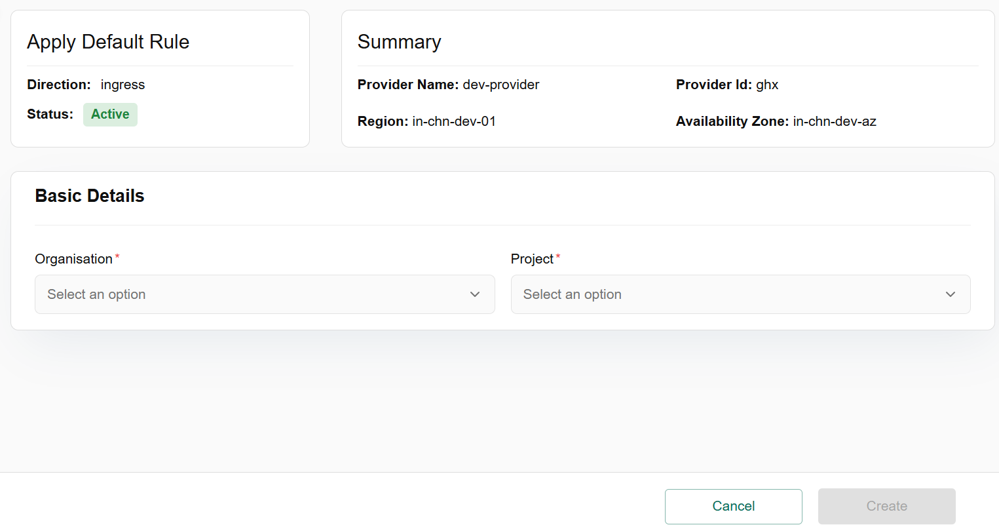 Apply Default Rule
Direction: ingress
Status: Active
Summary
Provider Name: dev-provider
Provider Id: ghx
Region: in-chn-dev-01
Availability Zone: in-chn-dev-az
Basic Details
Organisation*
Select an option
Project*
Select an option
Cancel
Create